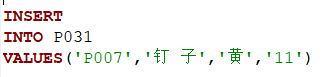 INSERT
INTO P031
VALUES('P007','钉 子','黄','11')